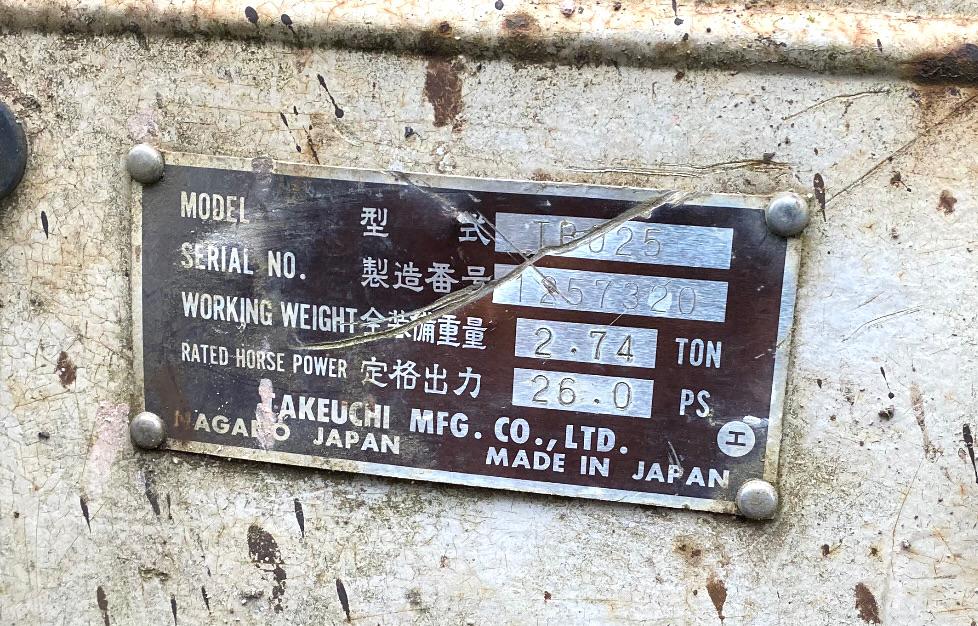 MODEL 型 式 TB025
SERIAL NO. 製造番号 1257320
WORKING WEIGHT 全装備重量 2.74 TON
RATED HORSE POWER 定格出力 26.0 PS
TAKEUCHI MFG. CO., LTD.
NAGANO JAPAN
MADE IN JAPAN
工